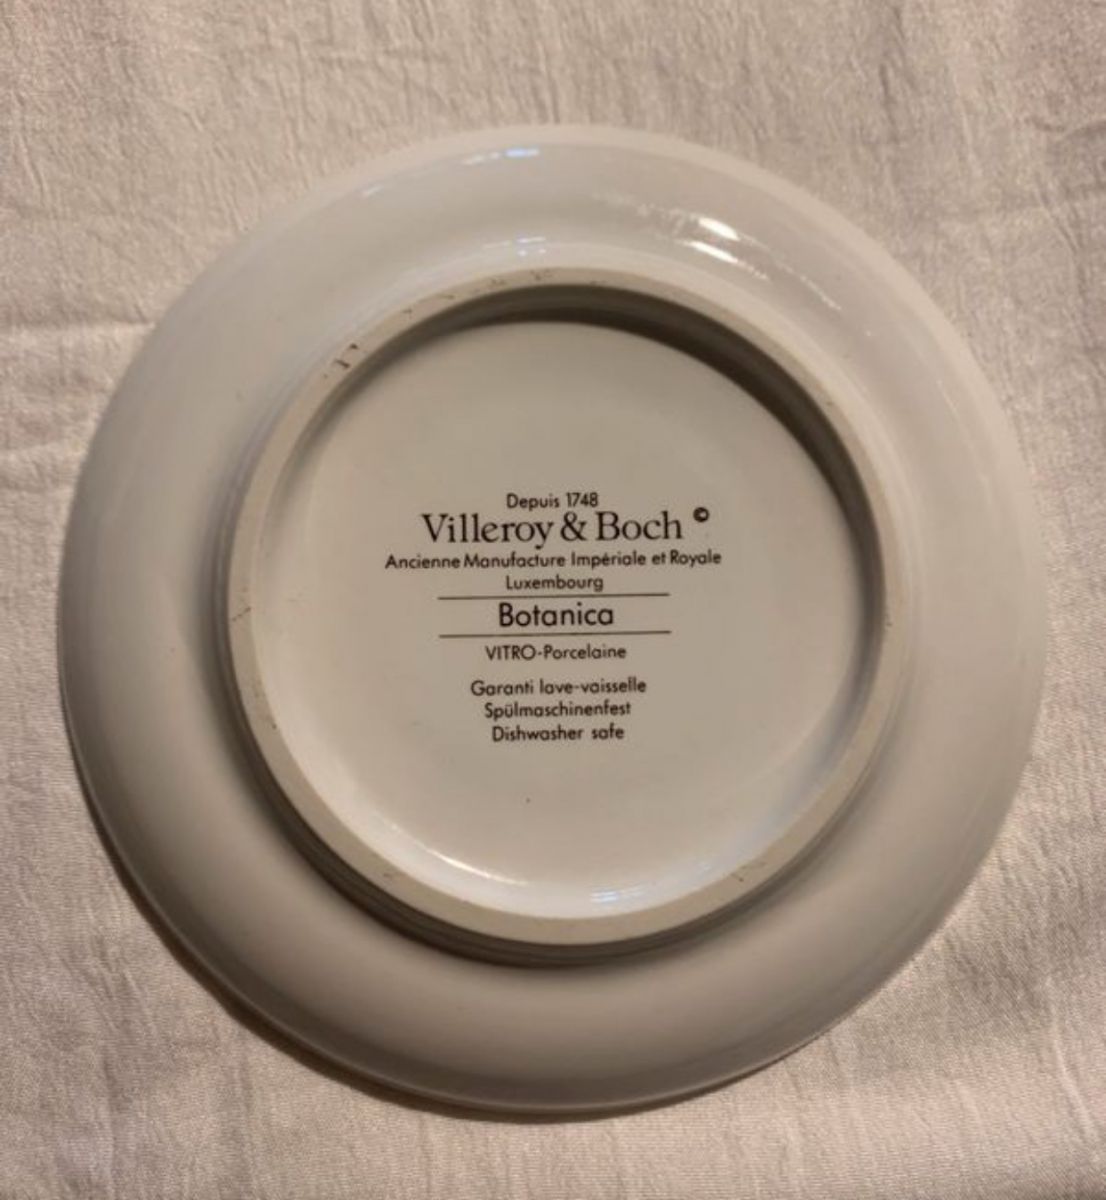 Depuis 1748
Villeroy & Boch ©
Ancienne Manufacture Impériale et Royale
Luxembourg
Botanica
VITRO-Porcelaine
Garanti lave-vaisselle
Spülmaschinenfest
Dishwasher safe